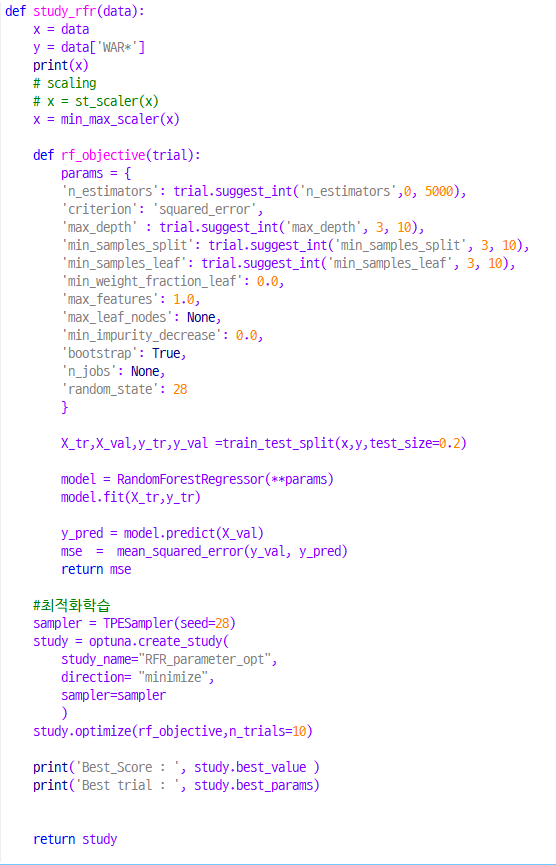 def study_rfr(data):
    x = data
    y = data['WAR*']
    print(x)
    # scaling
    # x = st_scaler(x)
    x = min_max_scaler(x)

    def rf_objective(trial):
        params = {
        'n_estimators': trial.suggest_int('n_estimators',0, 5000),
        'criterion': 'squared_error',
        'max_depth' : trial.suggest_int('max_depth', 3, 10),
        'min_samples_split': trial.suggest_int('min_samples_split', 3, 10),
        'min_samples_leaf': trial.suggest_int('min_samples_leaf', 3, 10),
        'min_weight_fraction_leaf': 0.0,
        'max_features': 1.0,
        'max_leaf_nodes': None,
        'min_impurity_decrease': 0.0,
        'bootstrap': True,
        'n_jobs': None,
        'random_state': 28
        }

        X_tr,X_val,y_tr,y_val =train_test_split(x,y,test_size=0.2)

        model = RandomForestRegressor(**params)
        model.fit(X_tr,y_tr)

        y_pred = model.predict(X_val)
        mse  =  mean_squared_error(y_val, y_pred)
        return mse

    #최적화학습
    sampler = TPESampler(seed=28)
    study = optuna.create_study(
        study_name="RFR_parameter_opt",
        direction= "minimize",
        sampler=sampler
        )
    study.optimize(rf_objective,n_trials=10)

    print('Best_Score : ', study.best_value )
    print('Best trial : ', study.best_params)


    return study